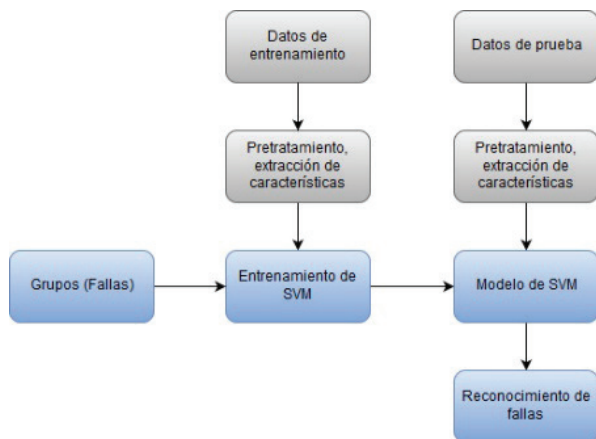 Datos de
entrenamiento
Datos de prueba
Pretratamiento,
extracción de
características
Pretratamiento,
extracción de
características
Grupos (Fallas)
Entrenamiento de
SVM
Modelo de SVM
Reconocimiento de
fallas